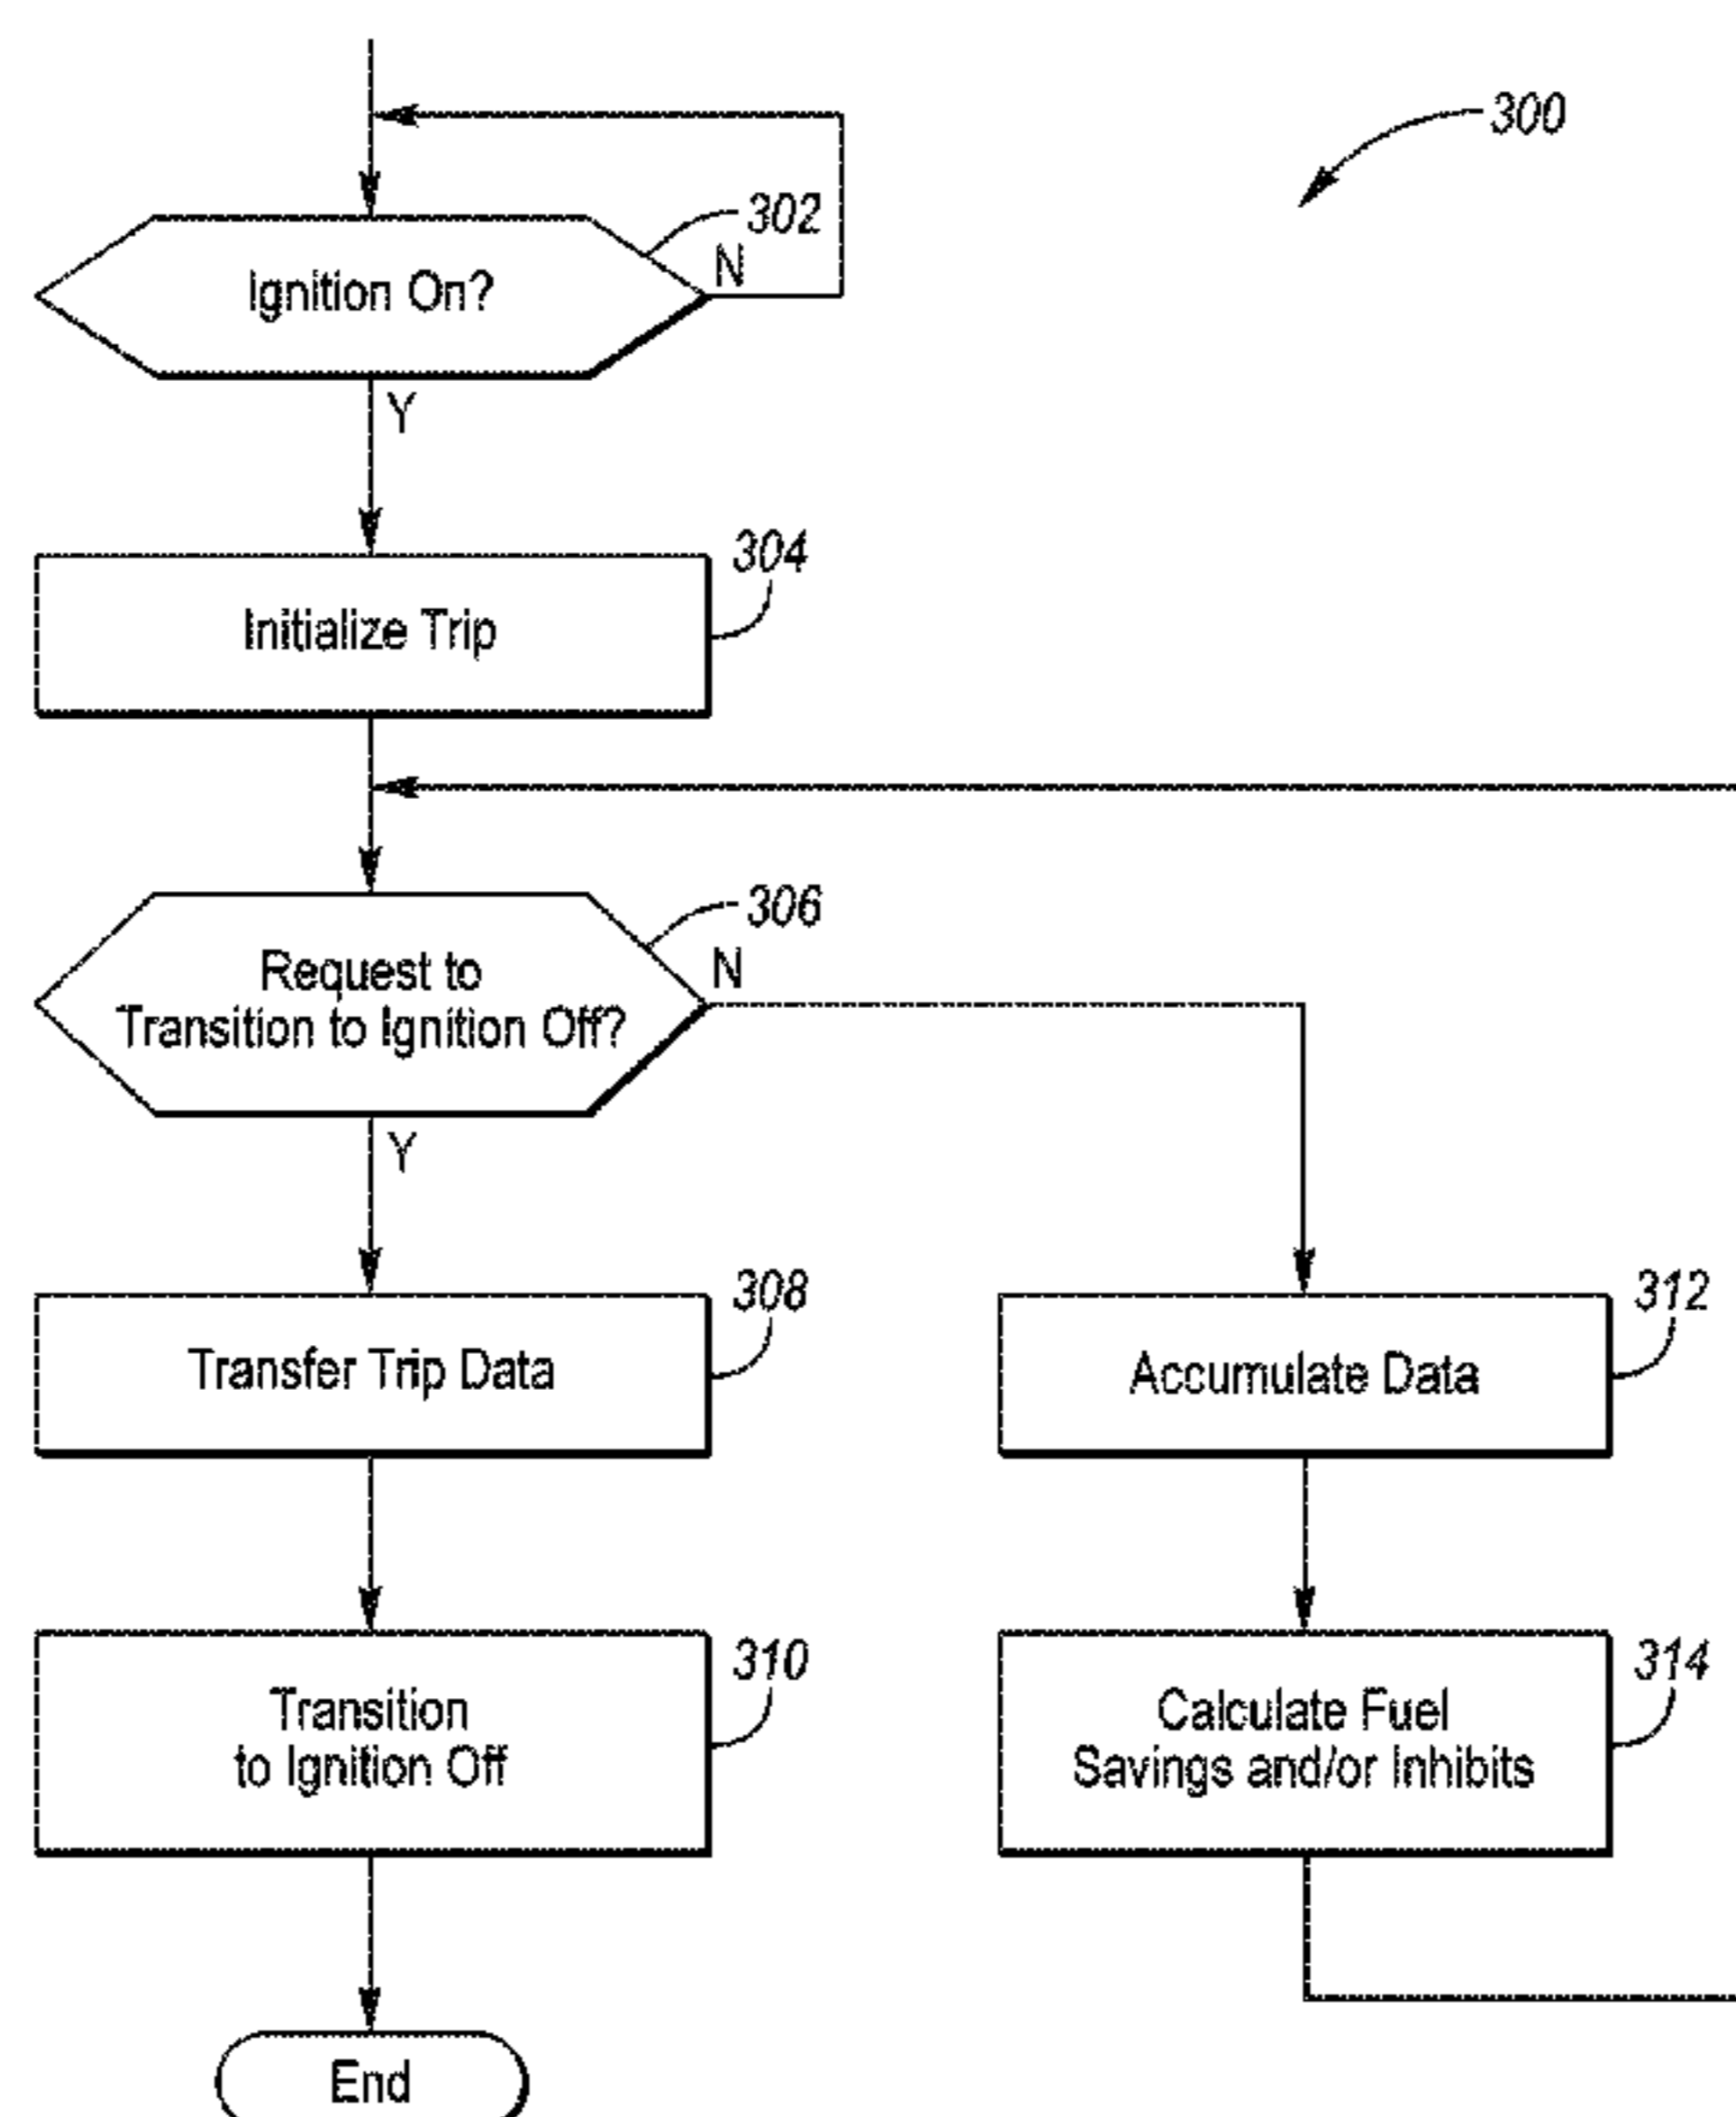 300
302
Ignition On?
N
Y
304
Initialize Trip
306
Request to
Transition to Ignition Off?
N
Y
308
Transfer Trip Data
312
Accumulate Data
310
Transition
to Ignition Off
314
Calculate Fuel
Savings and/or Inhibits
End